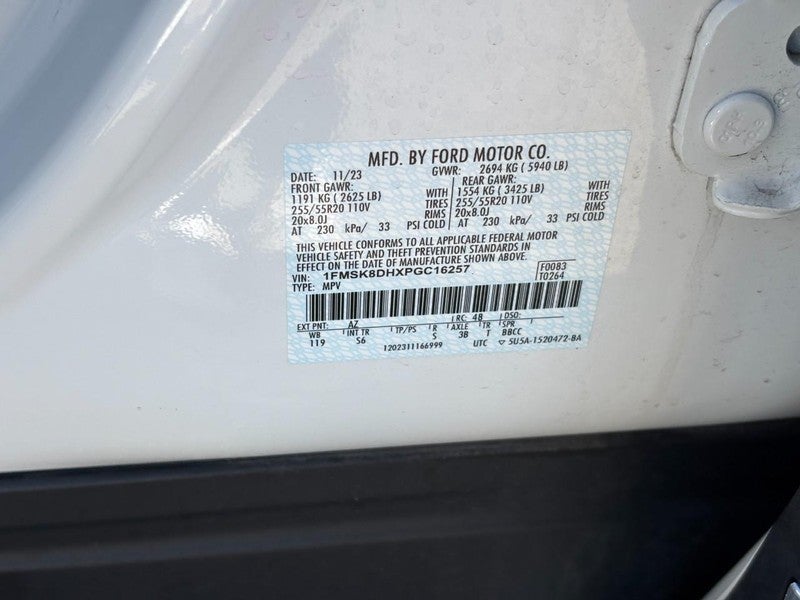 MFD. BY FORD MOTOR CO.
DATE: 11/23 GVWR: 2694 KG ( 5940 LB)
FRONT GAWR: REAR GAWR:
1191 KG ( 2625 LB) WITH 1554 KG ( 3425 LB) WITH
255/55R20 110V TIRES 255/55R20 110V TIRES
20x8.0J RIMS 20x8.0J RIMS
AT 230 kPa/ 33 PSI COLD AT 230 kPa/ 33 PSI COLD
THIS VEHICLE CONFORMS TO ALL APPLICABLE FEDERAL MOTOR
VEHICLE SAFETY AND THEFT PREVENTION STANDARDS IN
EFFECT ON THE DATE OF MANUFACTURE SHOWN ABOVE.
VIN: 1FMSK8DHXPGC16257 F0083
TYPE: MPV T0264
EXT PNT: AZ RC: 48 DSO:
WB INT TR TP/PS R AXLE TR SPR
119 S6 S 3B T BBCC
1202311166999 UTC ▽ 5U5A-1520472-BA